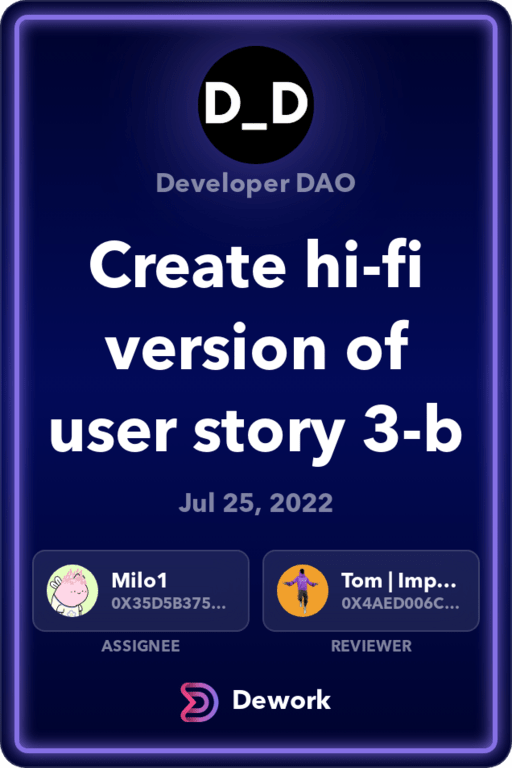 D_D
Developer DAO
Create hi-fi
version of
user story 3-b
Jul 25, 2022
Milo1
0X35D5B375...
ASSIGNEE
Tom | Imp...
0X4AED006C...
REVIEWER
Dework